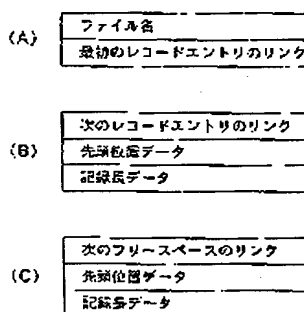 (A)
ファイル名
最初のレコードエントリのリンク
(B)
次のレコードエントリのリンク
先頭位置データ
記録長データ
(C)
次のフリースペースのリンク
先頭位置データ
記録長データ